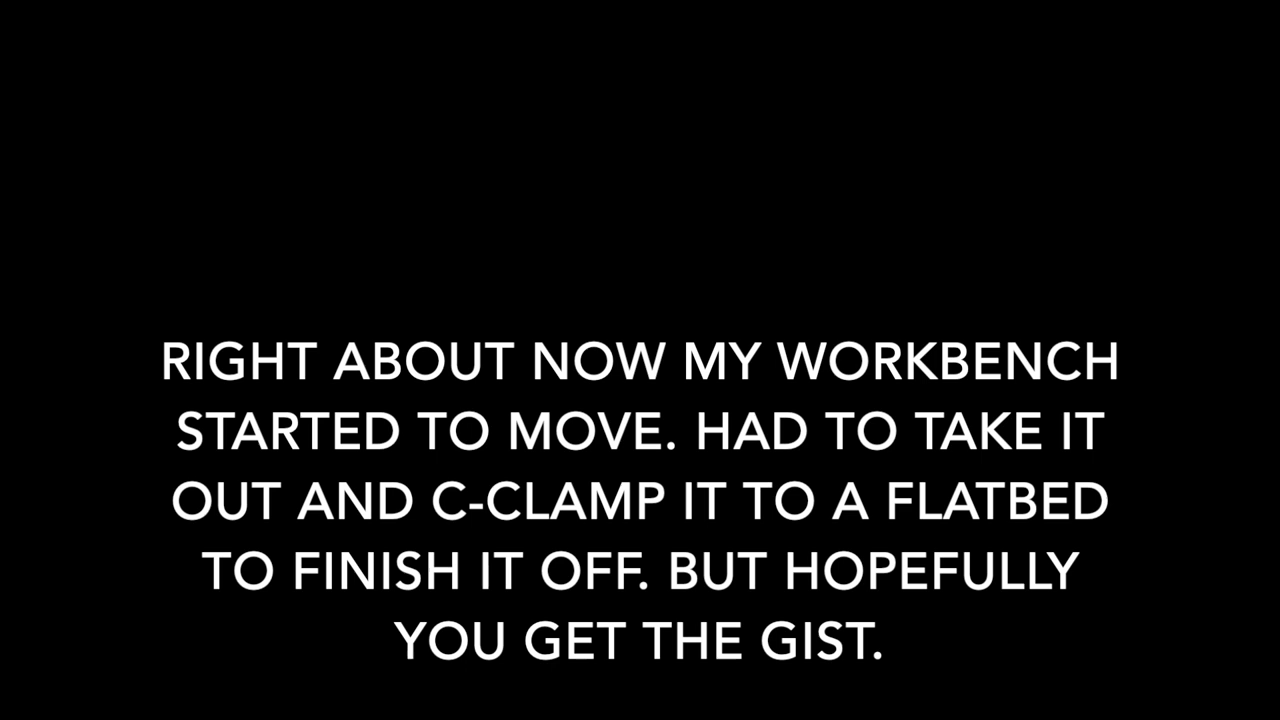 RIGHT ABOUT NOW MY WORKBENCH
STARTED TO MOVE. HAD TO TAKE IT
OUT AND C-CLAMP IT TO A FLATBED
TO FINISH IT OFF. BUT HOPEFULLY
YOU GET THE GIST.